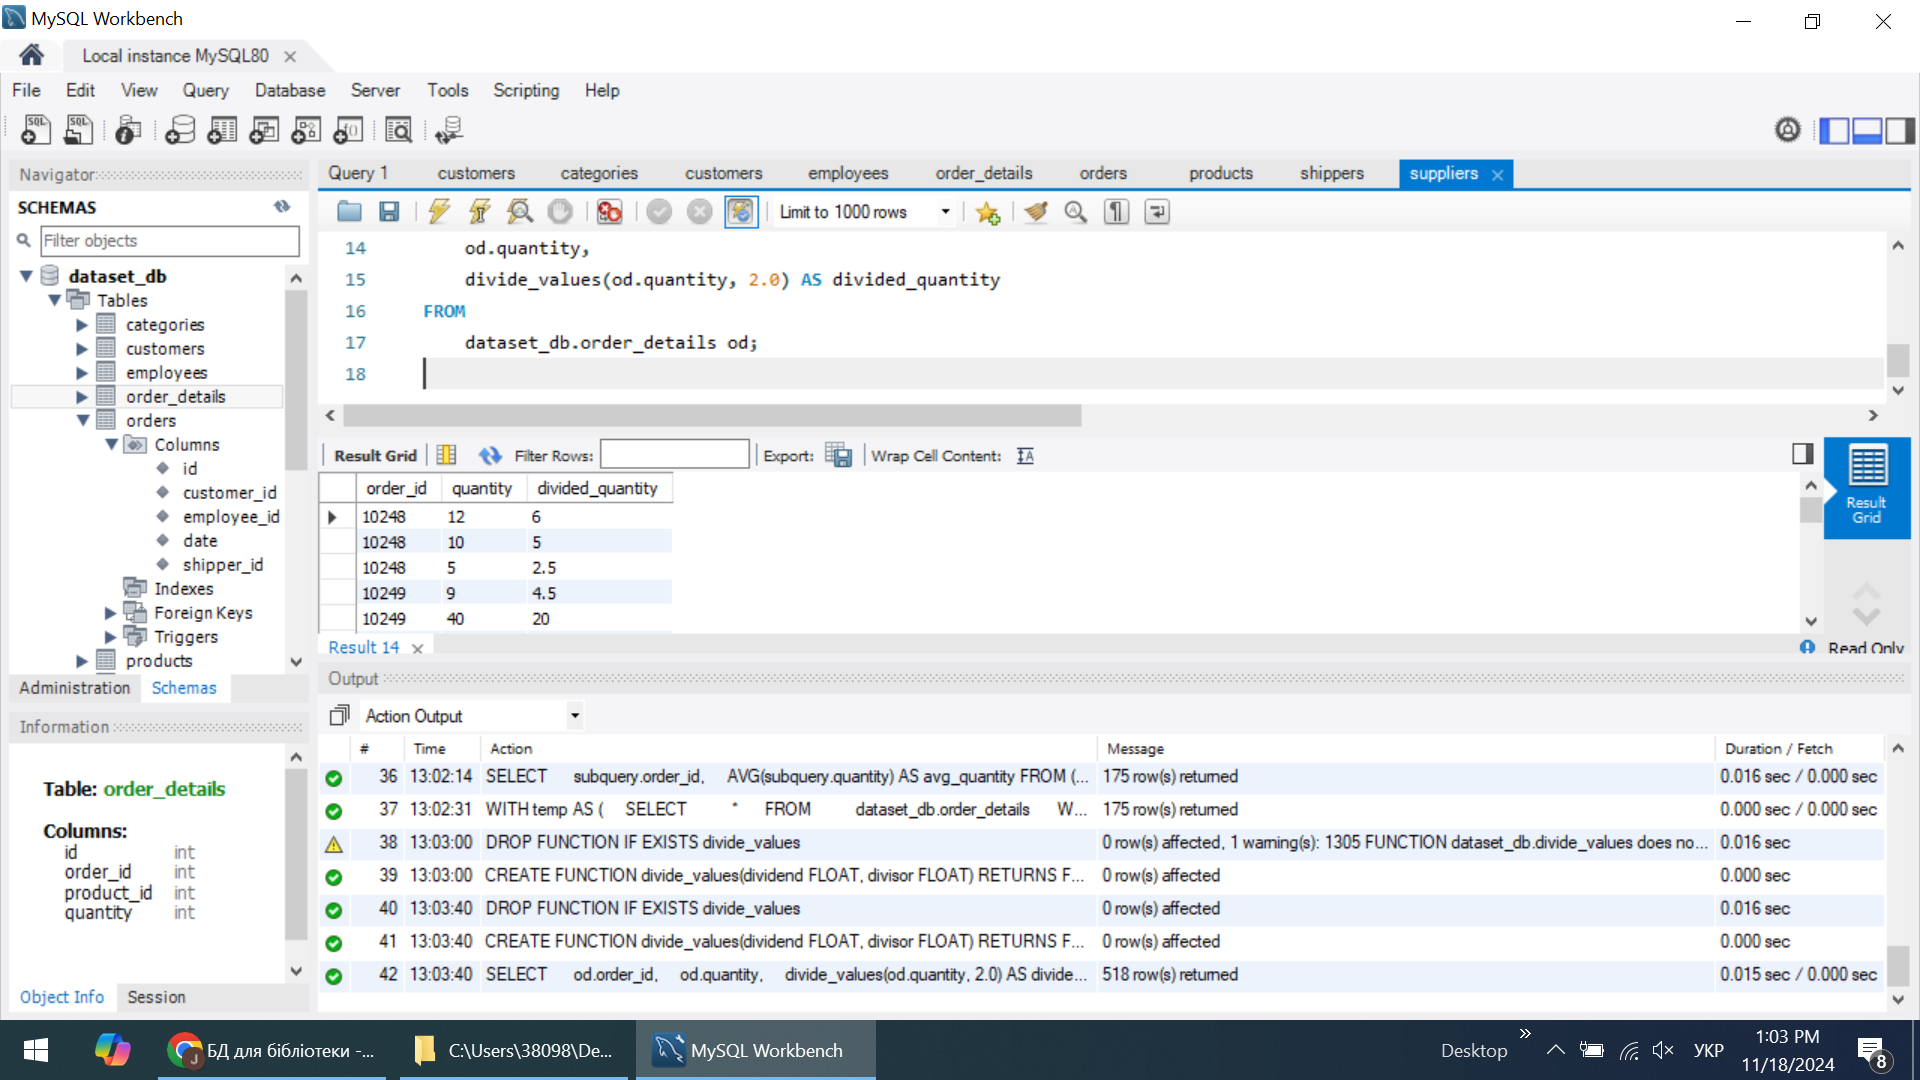 MySQL Workbench
Local instance MySQL80
File Edit View Query Database Server Tools Scripting Help
Navigator
SCHEMAS
Filter objects
dataset_db
Tables
categories
customers
employees
order_details
orders
Columns
id
customer_id
employee_id
date
shipper_id
Indexes
Foreign Keys
Triggers
products
Administration Schemas
Information
Table: order_details
Columns:
id int
order_id int
product_id int
quantity int
Object Info Session
Query 1 customers categories customers employees order_details orders products shippers suppliers
Limit to 1000 rows
14 od.quantity,
15 divide_values(od.quantity, 2.0) AS divided_quantity
16 FROM
17 dataset_db.order_details od;
18
Result Grid Filter Rows: Export: Wrap Cell Content:
order_id quantity divided_quantity
10248 12 6
10248 10 5
10248 5 2.5
10249 9 4.5
10249 40 20
Result Grid
Result 14
Read Only
Output
Action Output
# Time Action Message Duration / Fetch
36 13:02:14 SELECT subquery.order_id, AVG(subquery.quantity) AS avg_quantity FROM (... 175 row(s) returned 0.016 sec / 0.000 sec
37 13:02:31 WITH temp AS ( SELECT * FROM dataset_db.order_details W... 175 row(s) returned 0.000 sec / 0.000 sec
38 13:03:00 DROP FUNCTION IF EXISTS divide_values 0 row(s) affected, 1 warning(s): 1305 FUNCTION dataset_db.divide_values does no... 0.016 sec
39 13:03:00 CREATE FUNCTION divide_values(dividend FLOAT, divisor FLOAT) RETURNS F... 0 row(s) affected 0.000 sec
40 13:03:40 DROP FUNCTION IF EXISTS divide_values 0 row(s) affected 0.016 sec
41 13:03:40 CREATE FUNCTION divide_values(dividend FLOAT, divisor FLOAT) RETURNS F... 0 row(s) affected 0.000 sec
42 13:03:40 SELECT od.order_id, od.quantity, divide_values(od.quantity, 2.0) AS divide... 518 row(s) returned 0.015 sec / 0.000 sec
БД для бібліотеки -...
C:\Users\38098\De...
MySQL Workbench
Desktop
УКР
1:03 PM
11/18/2024
8